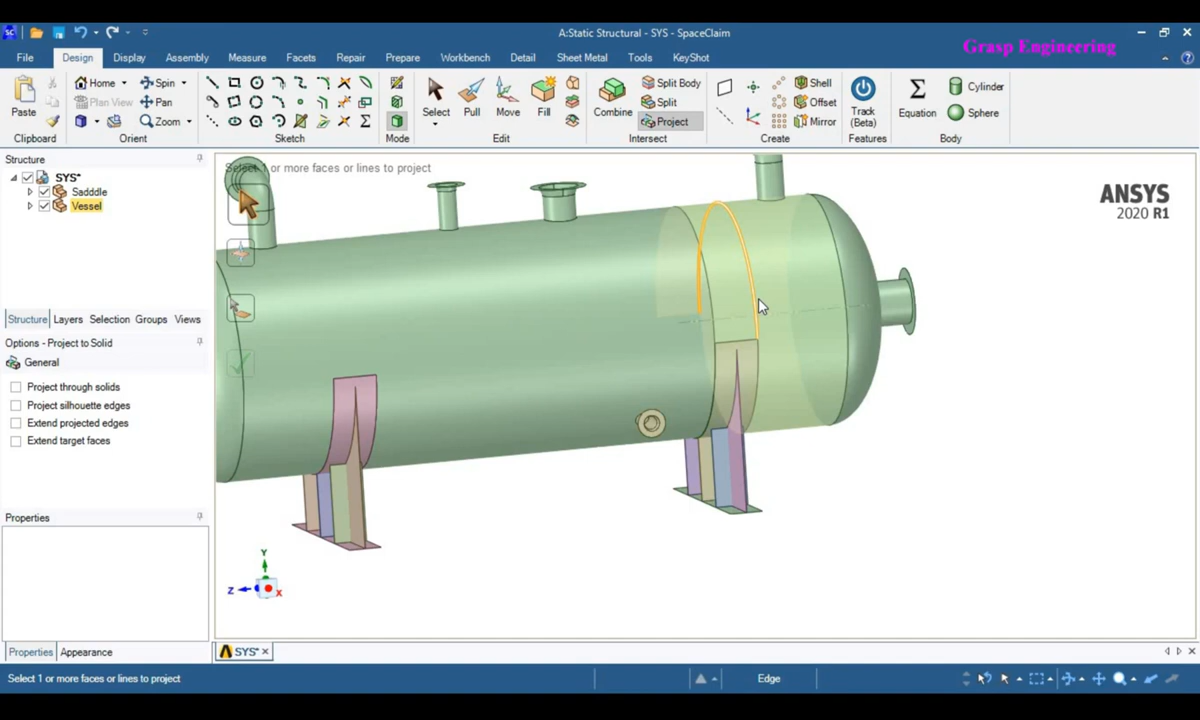 A:Static Structural - SYS - SpaceClaim
Grasp Engineering
File Design Display Assembly Measure Facets Repair Prepare Workbench Detail Sheet Metal Tools KeyShot
Paste
Clipboard
Home
Spin
Plan View
Pan
Zoom
Orient
Sketch
Mode
Select
Pull
Move
Fill
Edit
Combine
Split Body
Split
Project
Intersect
Shell
Offset
Mirror
Create
Track
(Beta)
Features
Equation
Cylinder
Sphere
Body
Structure
SYS*
Sadddle
Vessel
Structure Layers Selection Groups Views
Options - Project to Solid
General
Project through solids
Project silhouette edges
Extend projected edges
Extend target faces
Properties
Properties Appearance
Select 1 or more faces or lines to project
ANSYS
2020 R1
Y
Z
X
SYS*
Select 1 or more faces or lines to project
Edge